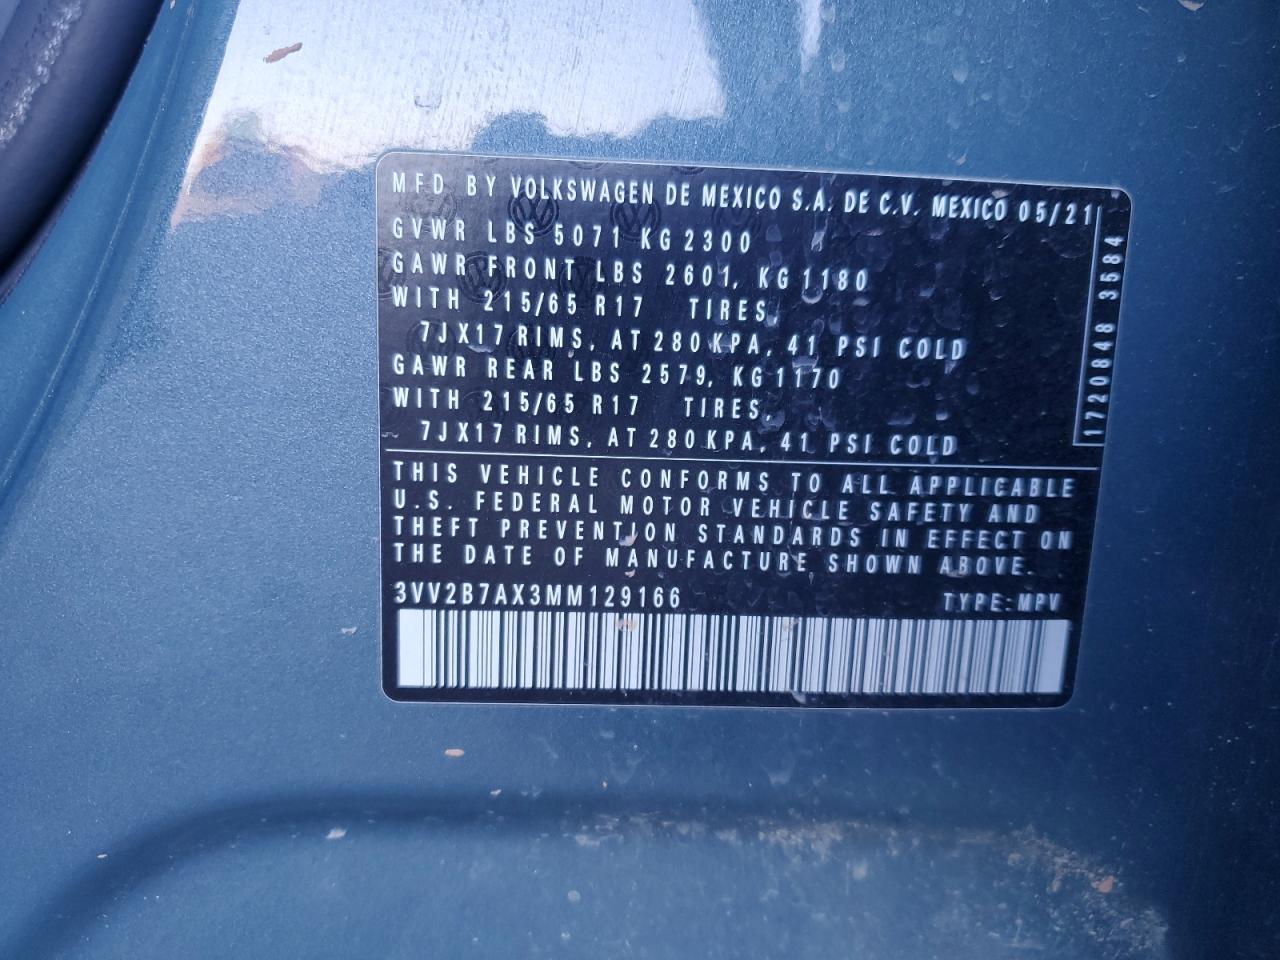 MFD BY VOLKSWAGEN DE MEXICO S.A. DE C.V. MEXICO 05/21
GVWR LBS 5071 KG 2300
GAWR FRONT LBS 2601, KG 1180
WITH 215/65 R17 TIRES,
7JX17 RIMS, AT 280 KPA, 41 PSI COLD
GAWR REAR LBS 2579, KG 1170
WITH 215/65 R17 TIRES,
7JX17 RIMS, AT 280 KPA, 41 PSI COLD
1720848 3584
THIS VEHICLE CONFORMS TO ALL APPLICABLE
U.S. FEDERAL MOTOR VEHICLE SAFETY AND
THEFT PREVENTION STANDARDS IN EFFECT ON
THE DATE OF MANUFACTURE SHOWN ABOVE.
3VV2B7AX3MM129166 TYPE:MPV